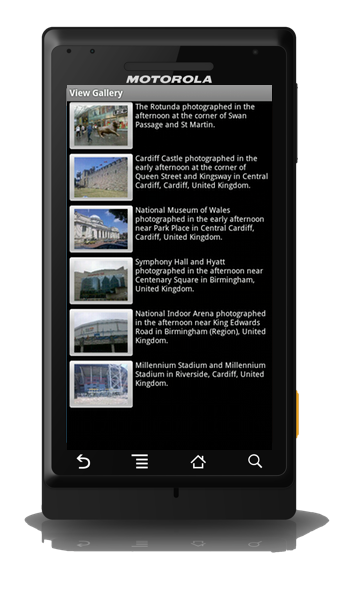 MOTOROLA
View Gallery
The Rotunda photographed in the
afternoon at the corner of Swan
Passage and St Martin.
Cardiff Castle photographed in the
early afternoon at the corner of
Queen Street and Kingsway in Central
Cardiff, Cardiff, United Kingdom.
National Museum of Wales
photographed in the early afternoon
near Park Place in Central Cardiff,
Cardiff, United Kingdom.
Symphony Hall and Hyatt
photographed in the afternoon near
Centenary Square in Birmingham,
United Kingdom.
National Indoor Arena photographed
in the afternoon near King Edwards
Road in Birmingham (Region), United
Kingdom.
Millennium Stadium and Millennium
Stadium in Riverside, Cardiff, United
Kingdom.